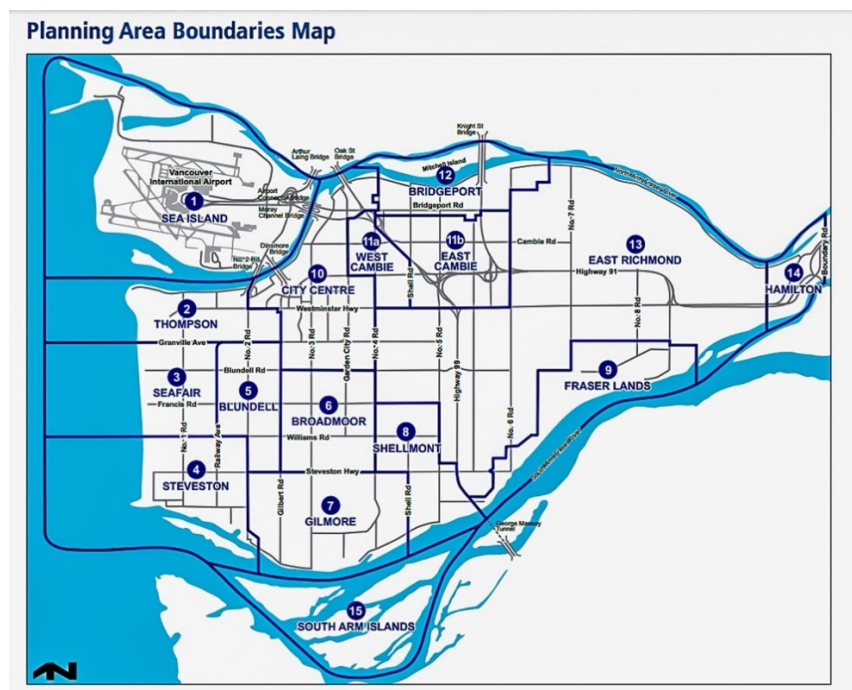 Planning Area Boundaries Map
Knight St
Bridge
Arthur
Laing Bridge
Oak St
Bridge
Mitchell Island
12
BRIDGEPORT
Bridgeport Rd
North Arm Fraser River
Vancouver
International Airport
1
SEA ISLAND
Airport
Connector Bridge
Moray
Channel Bridge
Dinsmore
Bridge
No. 2 Rd
Bridge
11a
WEST
CAMBIE
11b
EAST
CAMBIE
Cambie Rd
No. 7 Rd
13
EAST RICHMOND
Highway 91
Boundary Rd
14
HAMILTON
10
CITY CENTRE
Shell Rd
2
THOMPSON
Westminster Hwy
No. 8 Rd
Granville Ave
No. 2 Rd
No. 3 Rd
Garden City Rd
No. 4 Rd
No. 5 Rd
Highway 99
Blundell Rd
9
FRASER LANDS
3
SEAFAIR
5
BLUNDELL
6
BROADMOOR
Francis Rd
No. 1 Rd
Railway Ave
Williams Rd
8
SHELLMONT
No. 6 Rd
4
STEVESTON
Steveston Hwy
Gilbert Rd
Shell Rd
7
GILMORE
George Massey
Tunnel
15
SOUTH ARM ISLANDS
N